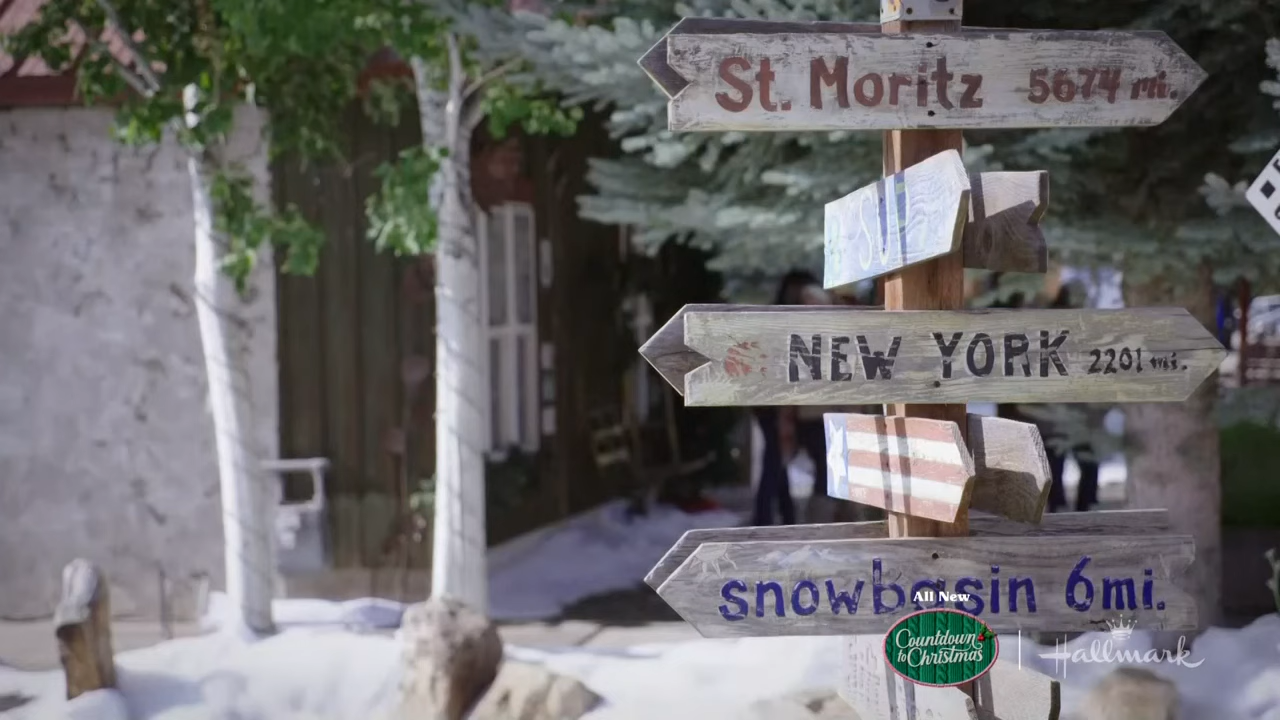 St. Moritz 5674 mi.
NEW YORK 2201 mi.
snowbasin 6mi.
All New
Countdown
to Christmas
Hallmark